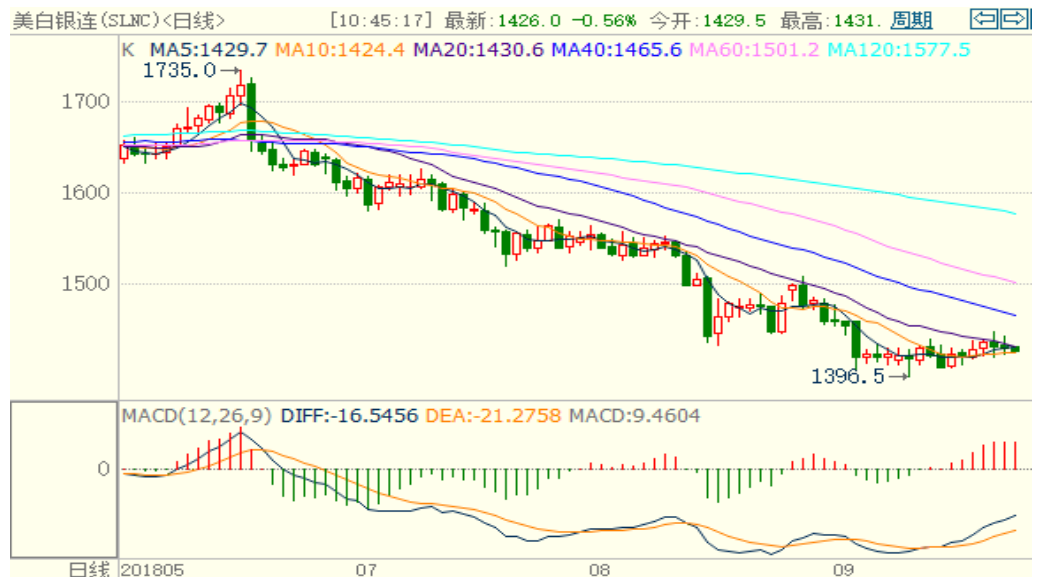 美白银连(SLNC)<日线> [10:45:17] 最新:1426.0 -0.56% 今开:1429.5 最高:1431. 周期
K MA5:1429.7 MA10:1424.4 MA20:1430.6 MA40:1465.6 MA60:1501.2 MA120:1577.5
1735.0
1700
1600
1500
1396.5
MACD(12,26,9) DIFF:-16.5456 DEA:-21.2758 MACD:9.4604
0
日线 201805 07 08 09